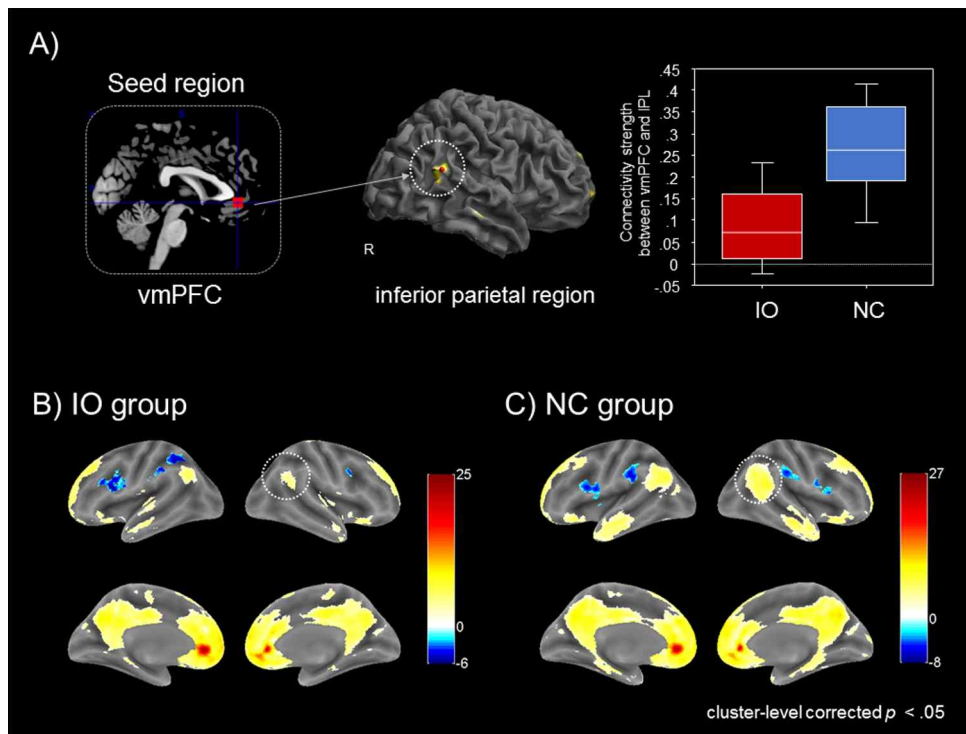 A)
Seed region
vmPFC
R
inferior parietal region
Connectivity strength
between vmPFC and IPL
.45
.4
.35
.3
.25
.2
.15
.1
.05
0
-.05
IO
NC
B) IO group
25
0
-6
C) NC group
27
0
-8
cluster-level corrected p < .05